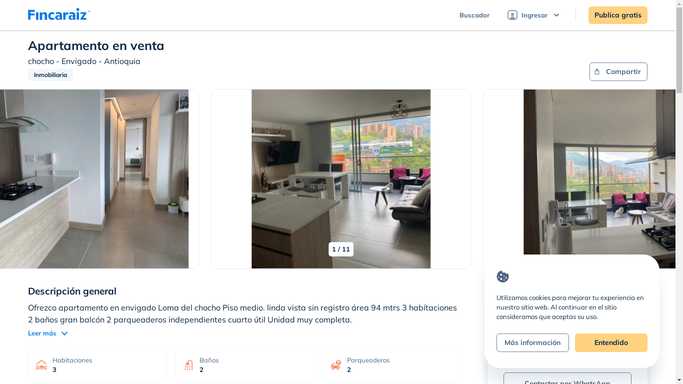 Fincaraiz
Buscador
Ingresar
Publica gratis
Apartamento en venta
chocho - Envigado - Antioquia
Inmobiliaria
Compartir
1 / 11
Descripción general
Ofrezco apartamento en envigado Loma del chocho Piso medio. linda vista sin registro área 94 mtrs 3 habitaciones
2 baños gran balcón 2 parqueaderos independientes cuarto útil Unidad muy completa.
Leer más
Habitaciones
3
Baños
2
Parqueaderos
2
Utilizamos cookies para mejorar tu experiencia en
nuestro sitio web. Al continuar en el sitio
consideramos que aceptas su uso.
Más información
Entendido
Contactar por WhatsApp